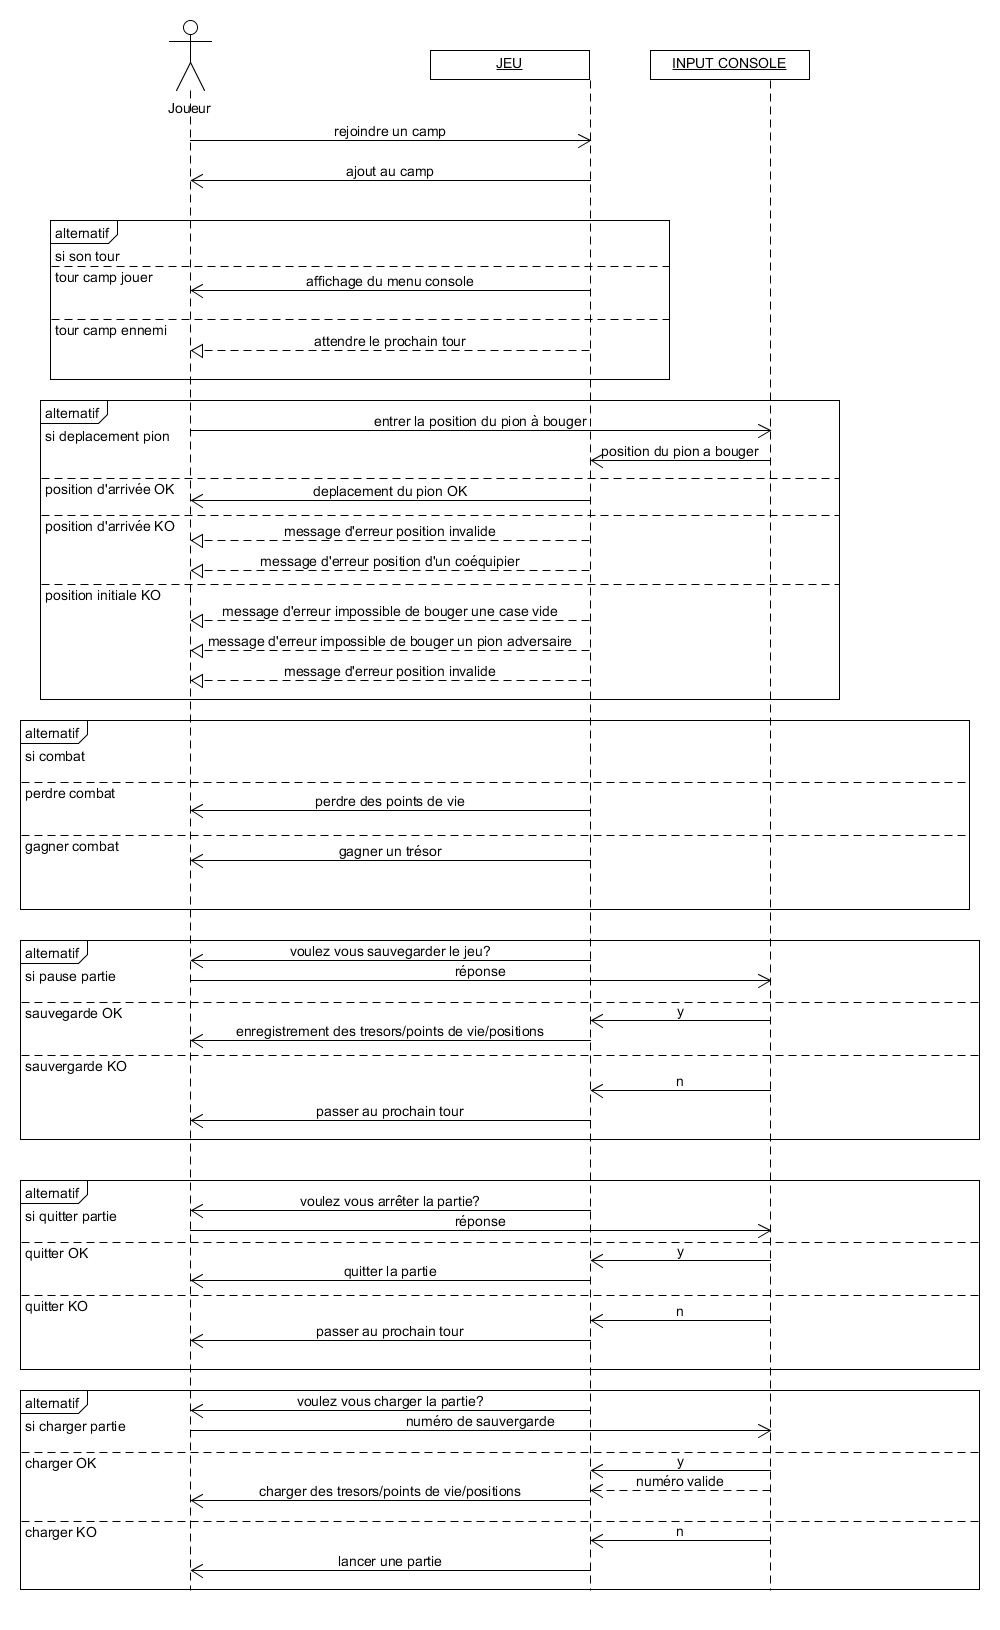 JEU
INPUT CONSOLE
Joueur
rejoindre un camp
ajout au camp
alternatif
si son tour
tour camp jouer
affichage du menu console
tour camp ennemi
attendre le prochain tour
alternatif
entrer la position du pion à bouger
si deplacement pion
position du pion a bouger
position d'arrivée OK
deplacement du pion OK
position d'arrivée KO
message d'erreur position invalide
message d'erreur position d'un coéquipier
position initiale KO
message d'erreur impossible de bouger une case vide
message d'erreur impossible de bouger un pion adversaire
message d'erreur position invalide
alternatif
si combat
perdre combat
perdre des points de vie
gagner combat
gagner un trésor
alternatif
voulez vous sauvegarder le jeu?
si pause partie
réponse
sauvegarde OK
y
enregistrement des tresors/points de vie/positions
sauvergarde KO
n
passer au prochain tour
alternatif
voulez vous arrêter la partie?
si quitter partie
réponse
quitter OK
y
quitter la partie
quitter KO
n
passer au prochain tour
alternatif
voulez vous charger la partie?
si charger partie
numéro de sauvergarde
charger OK
y
numéro valide
charger des tresors/points de vie/positions
charger KO
n
lancer une partie